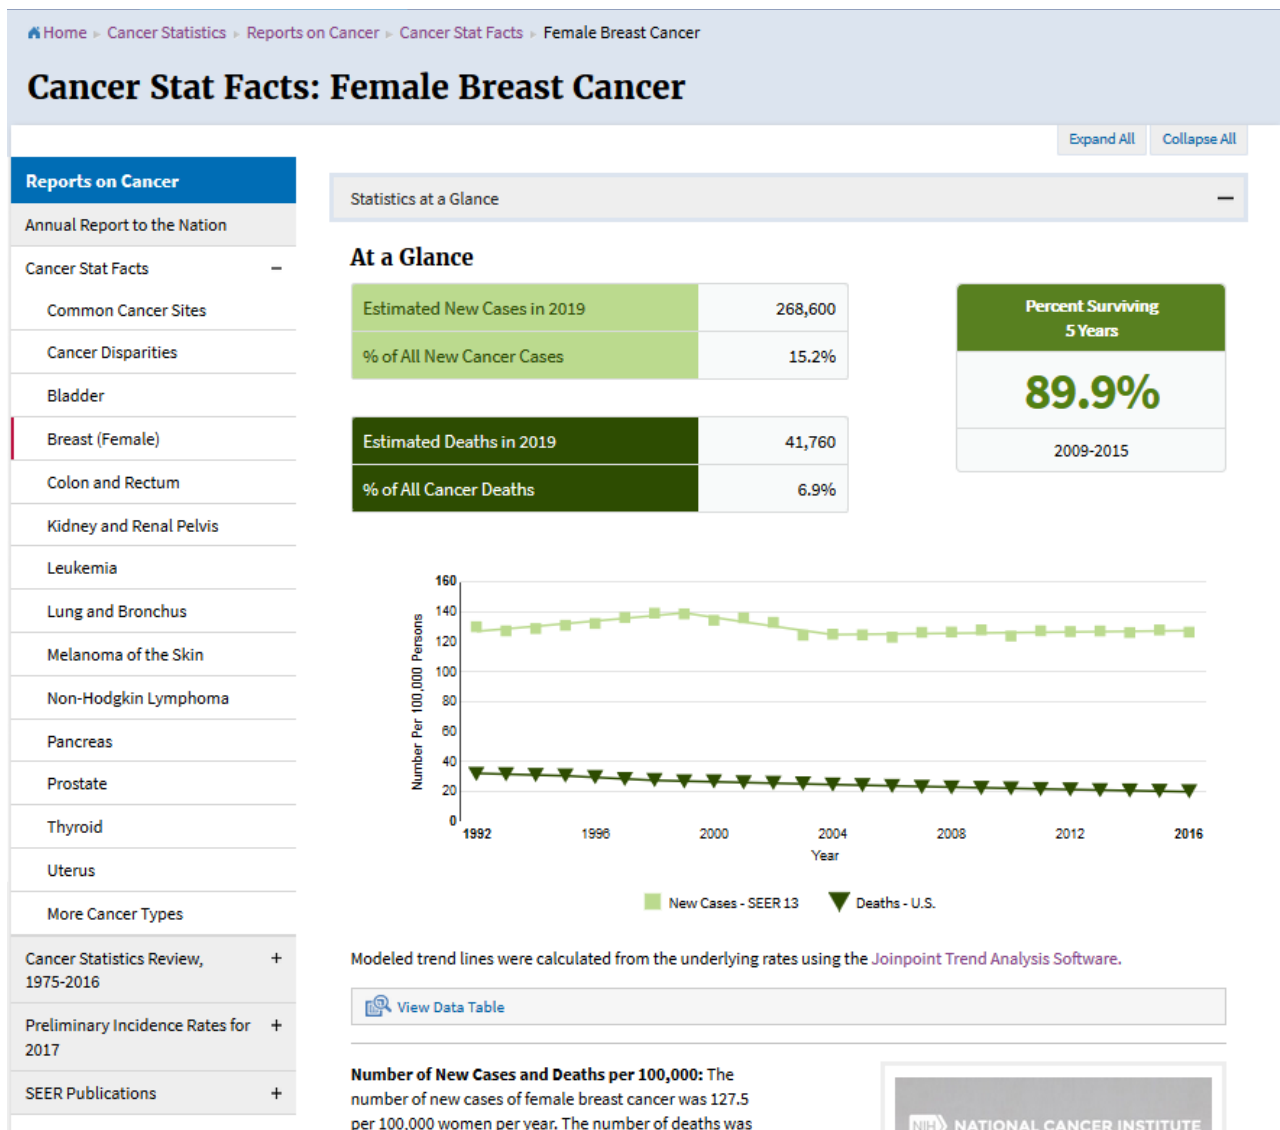 Home ▹ Cancer Statistics ▹ Reports on Cancer ▹ Cancer Stat Facts ▹ Female Breast Cancer
Cancer Stat Facts: Female Breast Cancer
Expand All
Collapse All
Reports on Cancer
Annual Report to the Nation
Cancer Stat Facts −
Common Cancer Sites
Cancer Disparities
Bladder
Breast (Female)
Colon and Rectum
Kidney and Renal Pelvis
Leukemia
Lung and Bronchus
Melanoma of the Skin
Non-Hodgkin Lymphoma
Pancreas
Prostate
Thyroid
Uterus
More Cancer Types
Cancer Statistics Review, +
1975-2016
Preliminary Incidence Rates for +
2017
SEER Publications +
Statistics at a Glance −
At a Glance
Estimated New Cases in 2019 268,600
% of All New Cancer Cases 15.2%
Estimated Deaths in 2019 41,760
% of All Cancer Deaths 6.9%
Percent Surviving
5 Years
89.9%
2009-2015
Number Per 100,000 Persons
160
140
120
100
80
60
40
20
0
1992 1996 2000 2004 2008 2012 2016
Year
New Cases - SEER 13 Deaths - U.S.
Modeled trend lines were calculated from the underlying rates using the Joinpoint Trend Analysis Software.
View Data Table
Number of New Cases and Deaths per 100,000: The
number of new cases of female breast cancer was 127.5
per 100,000 women per year. The number of deaths was
NIH NATIONAL CANCER INSTITUTE